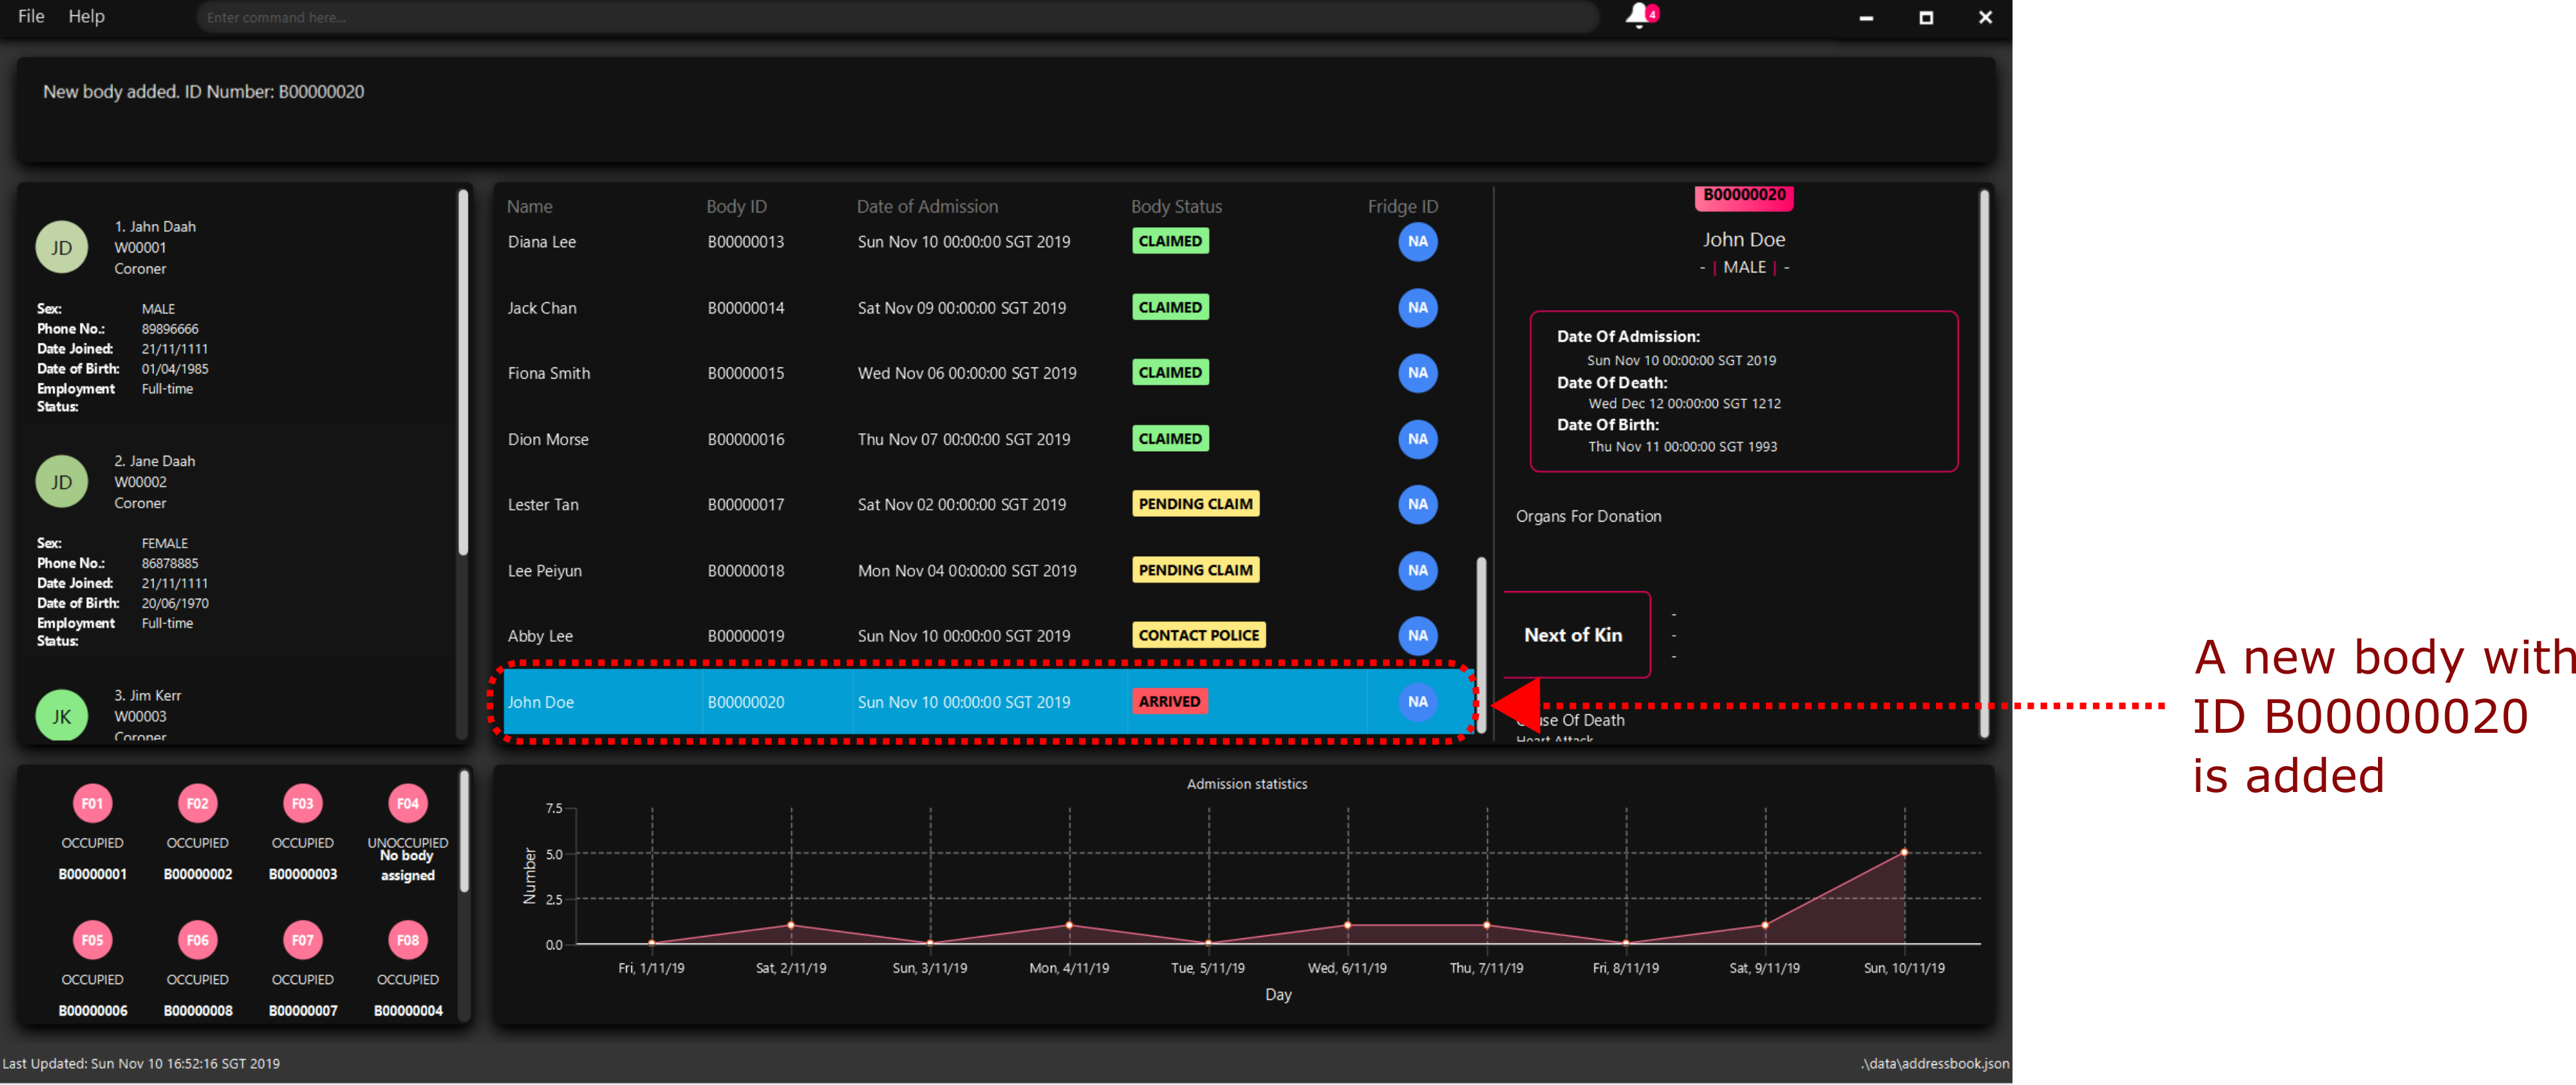 File Help Enter command here... 4
New body added. ID Number: B00000020
JD
1. Jahn Daah
W00001
Coroner
Sex: MALE
Phone No.: 89896666
Date Joined: 21/11/1111
Date of Birth: 01/04/1985
Employment Full-time
Status:
JD
2. Jane Daah
W00002
Coroner
Sex: FEMALE
Phone No.: 86878885
Date Joined: 21/11/1111
Date of Birth: 20/06/1970
Employment Full-time
Status:
JK
3. Jim Kerr
W00003
Coroner
Name Body ID Date of Admission Body Status Fridge ID
Diana Lee B00000013 Sun Nov 10 00:00:00 SGT 2019 CLAIMED NA
Jack Chan B00000014 Sat Nov 09 00:00:00 SGT 2019 CLAIMED NA
Fiona Smith B00000015 Wed Nov 06 00:00:00 SGT 2019 CLAIMED NA
Dion Morse B00000016 Thu Nov 07 00:00:00 SGT 2019 CLAIMED NA
Lester Tan B00000017 Sat Nov 02 00:00:00 SGT 2019 PENDING CLAIM NA
Lee Peiyun B00000018 Mon Nov 04 00:00:00 SGT 2019 PENDING CLAIM NA
Abby Lee B00000019 Sun Nov 10 00:00:00 SGT 2019 CONTACT POLICE NA
John Doe B00000020 Sun Nov 10 00:00:00 SGT 2019 ARRIVED NA
B00000020
John Doe
- | MALE | -
Date Of Admission:
Sun Nov 10 00:00:00 SGT 2019
Date Of Death:
Wed Dec 12 00:00:00 SGT 1212
Date Of Birth:
Thu Nov 11 00:00:00 SGT 1993
Organs For Donation
Next of Kin
-
-
-
Of Death
Heart Attack
A new body with
ID B00000020
is added
F01 F02 F03 F04
OCCUPIED OCCUPIED OCCUPIED UNOCCUPIED
No body
B00000001 B00000002 B00000003 assigned
F05 F06 F07 F08
OCCUPIED OCCUPIED OCCUPIED OCCUPIED
B00000006 B00000008 B00000007 B00000004
Admission statistics
Number
7.5
5.0
2.5
0.0
Fri, 1/11/19 Sat, 2/11/19 Sun, 3/11/19 Mon, 4/11/19 Tue, 5/11/19 Wed, 6/11/19 Thu, 7/11/19 Fri, 8/11/19 Sat, 9/11/19 Sun, 10/11/19
Day
Last Updated: Sun Nov 10 16:52:16 SGT 2019 .\data\addressbook.json